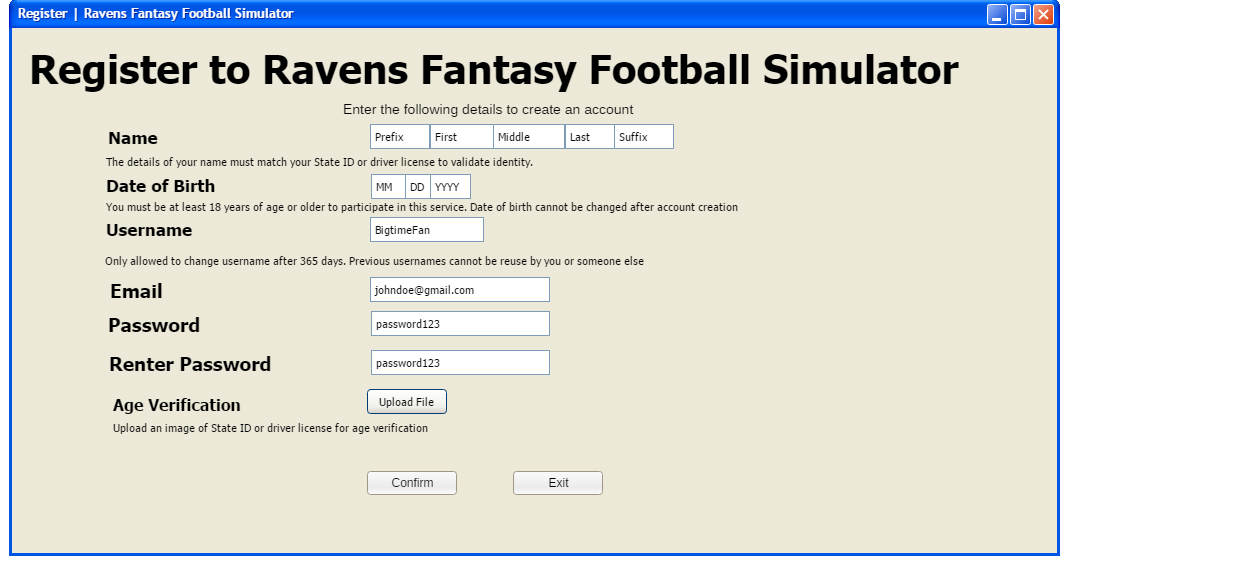 Register | Ravens Fantasy Football Simulator
Register to Ravens Fantasy Football Simulator
Enter the following details to create an account
Name Prefix First Middle Last Suffix
The details of your name must match your State ID or driver license to validate identity.
Date of Birth MM DD YYYY
You must be at least 18 years of age or older to participate in this service. Date of birth cannot be changed after account creation
Username BigtimeFan
Only allowed to change username after 365 days. Previous usernames cannot be reuse by you or someone else
Email johndoe@gmail.com
Password password123
Renter Password password123
Age Verification Upload File
Upload an image of State ID or driver license for age verification
Confirm Exit